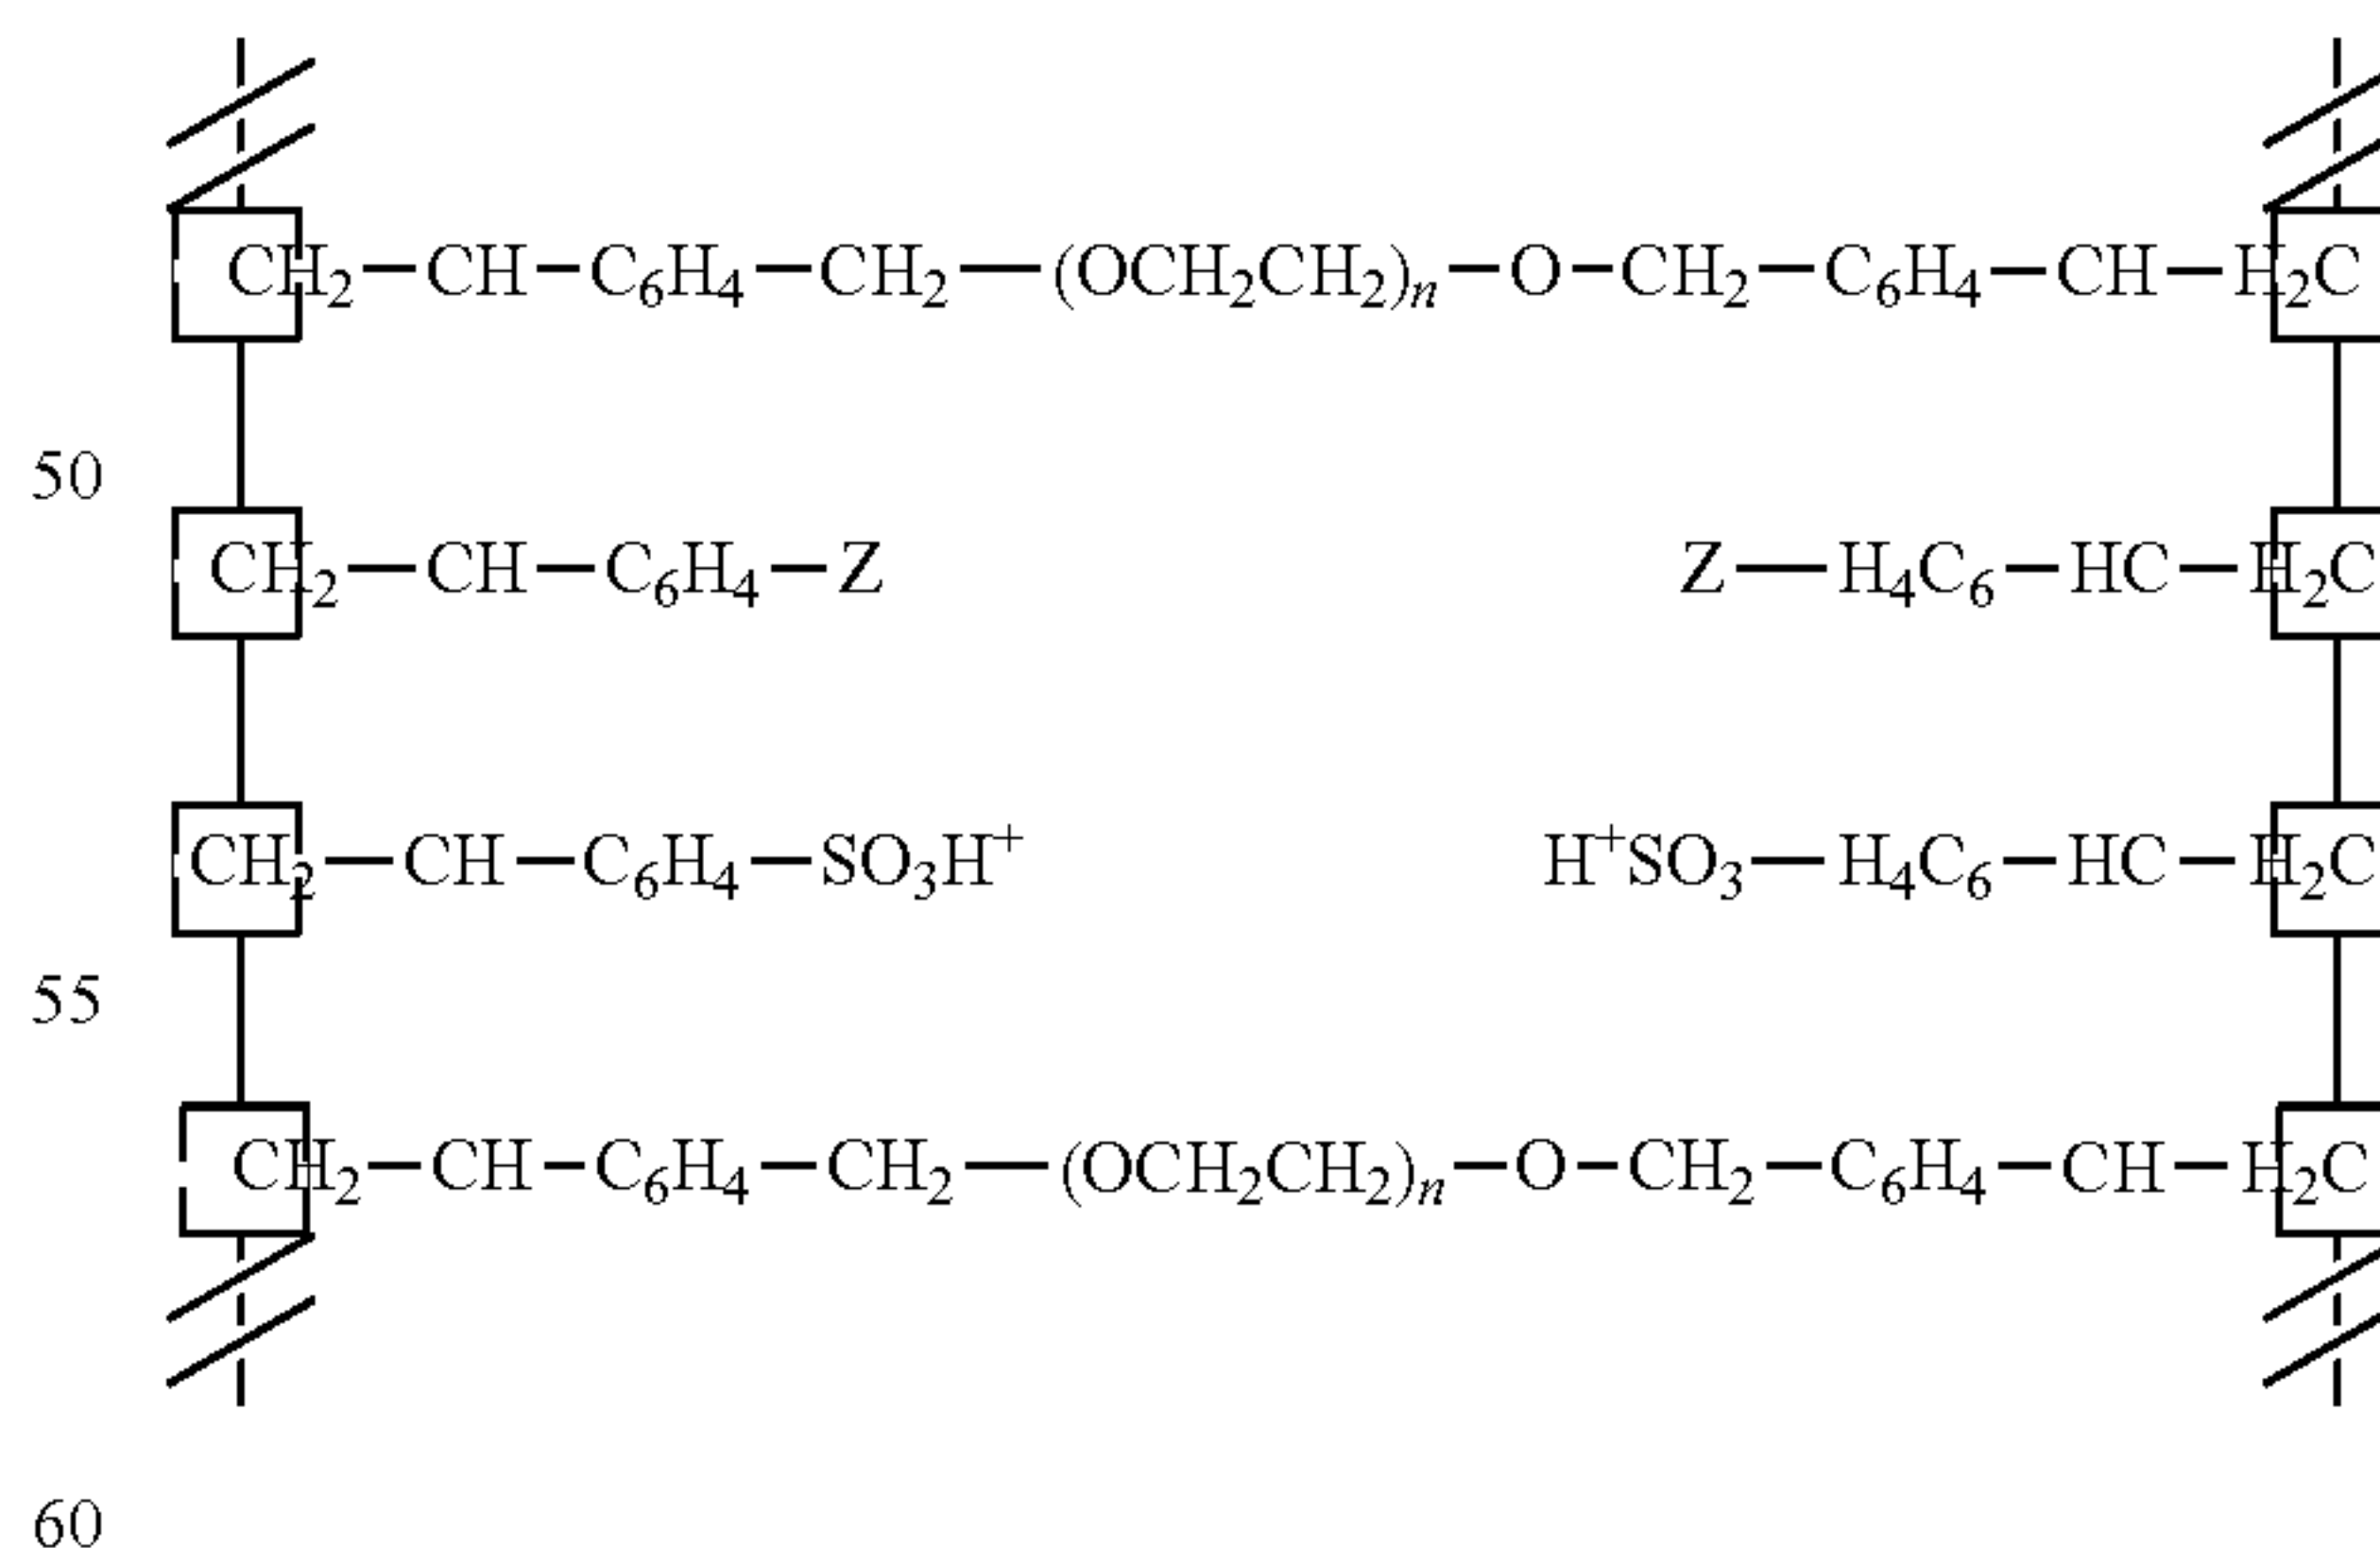 CH₂—CH—C₆H₄—CH₂—(OCH₂CH₂)ₙ—O—CH₂—C₆H₄—CH—H₂C
50
CH₂—CH—C₆H₄—Z Z—H₄C₆—HC—H₂C
CH₂—CH—C₆H₄—SO₃H⁺ H⁺SO₃—H₄C₆—HC—H₂C
55
CH₂—CH—C₆H₄—CH₂—(OCH₂CH₂)ₙ—O—CH₂—C₆H₄—CH—H₂C
60